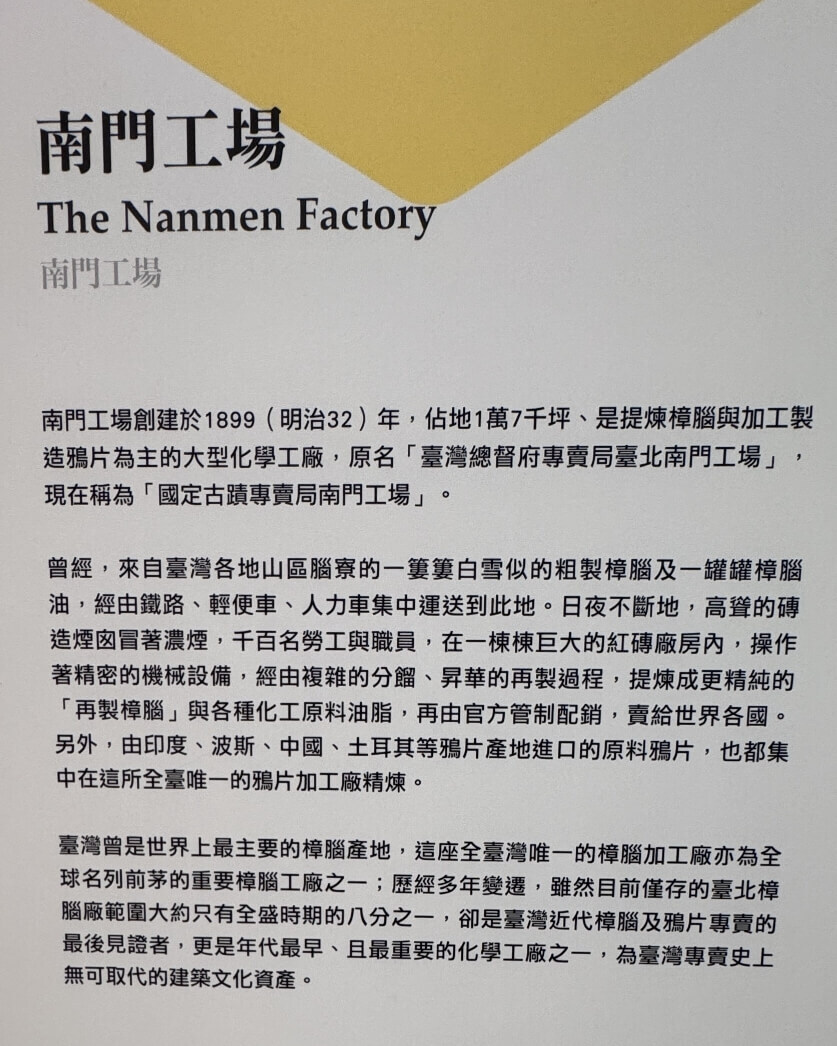 南門工場
The Nanmen Factory
南門工場
南門工場創建於1899（明治32）年，佔地1萬7千坪、是提煉樟腦與加工製
造鴉片為主的大型化學工廠，原名「臺灣總督府專賣局臺北南門工場」，
現在稱為「國定古蹟專賣局南門工場」。
曾經，來自臺灣各地山區腦寮的一簍簍白雪似的粗製樟腦及一罐罐樟腦
油，經由鐵路、輕便車、人力車集中運送到此地。日夜不斷地，高聳的磚
造煙囪冒著濃煙，千百名勞工與職員，在一棟棟巨大的紅磚廠房內，操作
著精密的機械設備，經由複雜的分餾、昇華的再製過程，提煉成更精純的
「再製樟腦」與各種化工原料油脂，再由官方管制配銷，賣給世界各國。
另外，由印度、波斯、中國、土耳其等鴉片產地進口的原料鴉片，也都集
中在這所全臺唯一的鴉片加工廠精煉。
臺灣曾是世界上最主要的樟腦產地，這座全臺灣唯一的樟腦加工廠亦為全
球名列前茅的重要樟腦工廠之一；歷經多年變遷，雖然目前僅存的臺北樟
腦廠範圍大約只有全盛時期的八分之一，卻是臺灣近代樟腦及鴉片專賣的
最後見證者，更是年代最早、且最重要的化學工廠之一，為臺灣專賣史上
無可取代的建築文化資產。